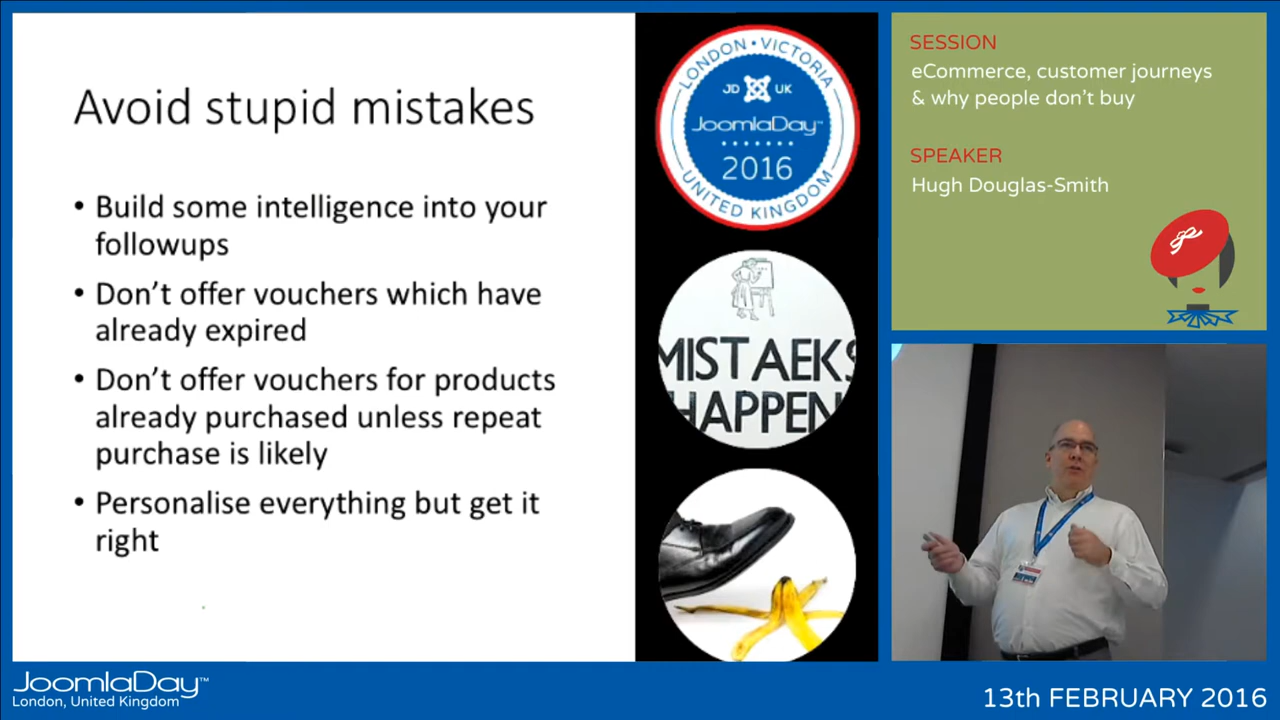 Avoid stupid mistakes
• Build some intelligence into your
followups
• Don’t offer vouchers which have
already expired
• Don’t offer vouchers for products
already purchased unless repeat
purchase is likely
• Personalise everything but get it
right
LONDON • VICTORIA
JD UK
JoomlaDay™
2016
UNITED KINGDOM
MISTAEKS
HAPPEN
SESSION
eCommerce, customer journeys
& why people don’t buy
SPEAKER
Hugh Douglas-Smith
JoomlaDay™
London, United Kingdom
13th FEBRUARY 2016